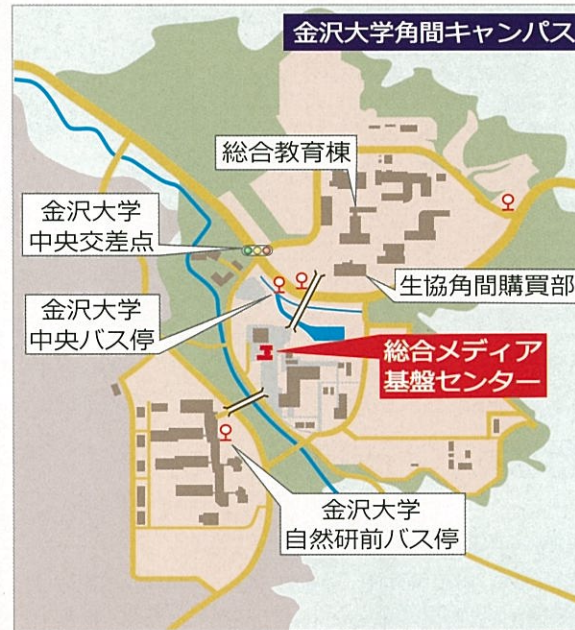 金沢大学角間キャンパス
総合教育棟
金沢大学
中央交差点
生協角間購買部
金沢大学
中央バス停
総合メディア
基盤センター
金沢大学
自然研前バス停